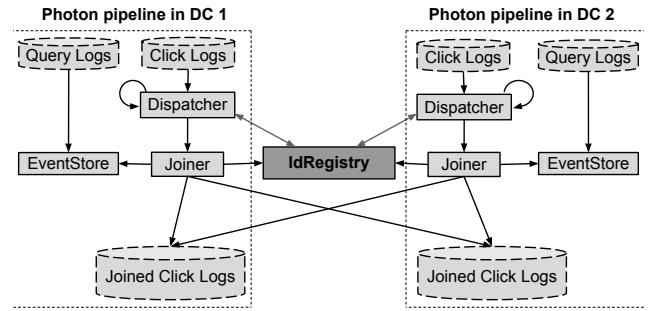 Photon pipeline in DC 1
Photon pipeline in DC 2
Query Logs
Click Logs
Click Logs
Query Logs
Dispatcher
Dispatcher
EventStore
Joiner
IdRegistry
Joiner
EventStore
Joined Click Logs
Joined Click Logs